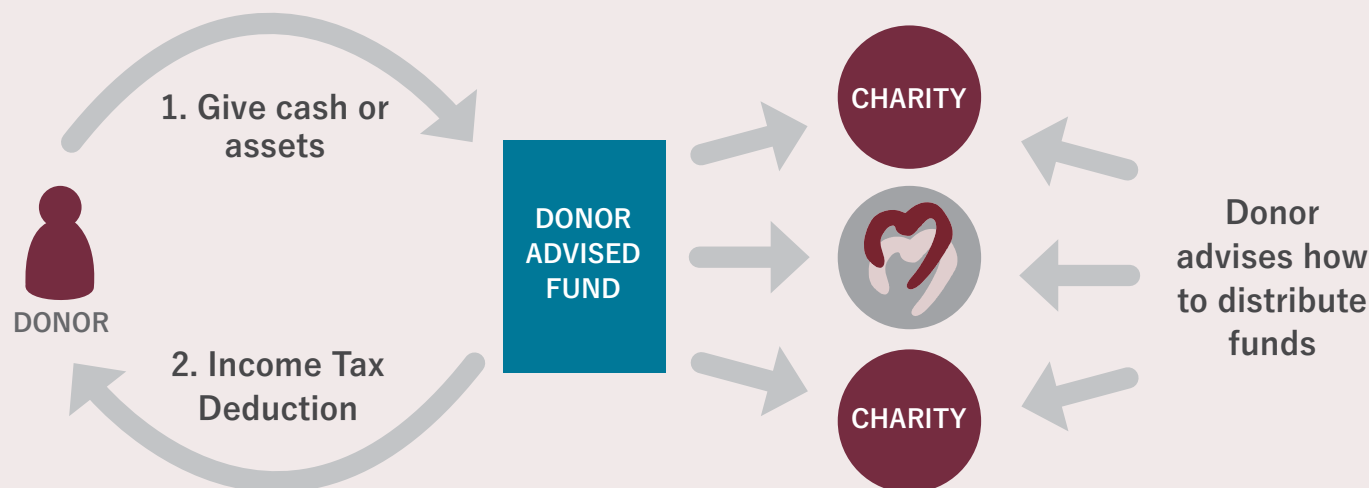 1. Give cash or
assets
DONOR
2. Income Tax
Deduction
DONOR
ADVISED
FUND
CHARITY
CHARITY
Donor
advises how
to distribute
funds